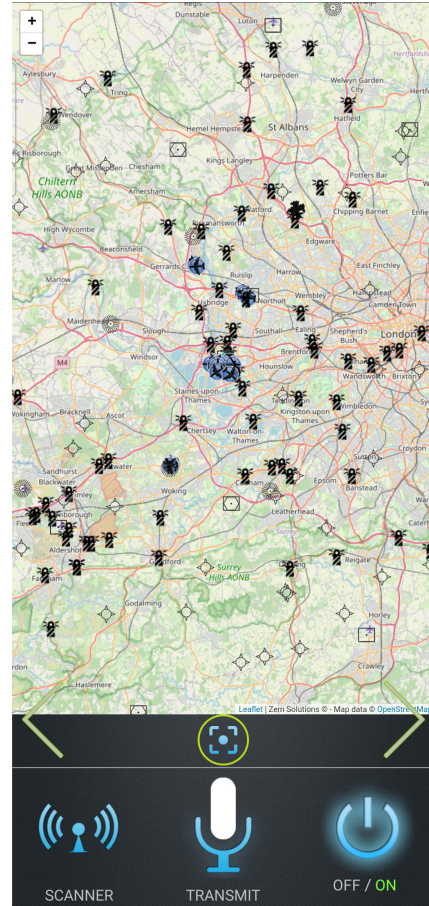 +
Luton
Dunstable
−
Aylesbury
Tring
Harpenden
Welwyn Garden
City
Hertfordshire
Wendover
Hatfield
Hemel Hempstead
St Albans
Risborough
Great Missenden
Chesham
Kings Langley
Chiltern
Hills AONB
Amersham
Potters Bar
Watford
Chipping Barnet
High Wycombe
Rickmansworth
Edgware
Beaconsfield
Gerrards
East Finchley
Marlow
Ruislip
Harrow
Hampstead
Uxbridge
Northolt
Wembley
Camden Town
Maidenhead
Slough
Southall
Ealing
Shepherd's
Bush
London
M4
Windsor
Brentford
Hounslow
Wandsworth
Brixton
Staines-upon
Thames
Teddington
Wokingham
Bracknell
Ascot
Kingston-upon
Thames
Wimbledon
Chertsey
Walton-on-
Thames
Croydon
Sutton
Sandhurst
Blackwater
Woking
Epsom
Banstead
Leatherhead
Aldershot
Guildford
Surrey
Reigate
Farnham
Surrey
Hills AONB
Godalming
Horley
Haslemere
Crawley
Leaflet | Zem Solutions © - Map data © OpenStreetMap
SCANNER
TRANSMIT
OFF / ON